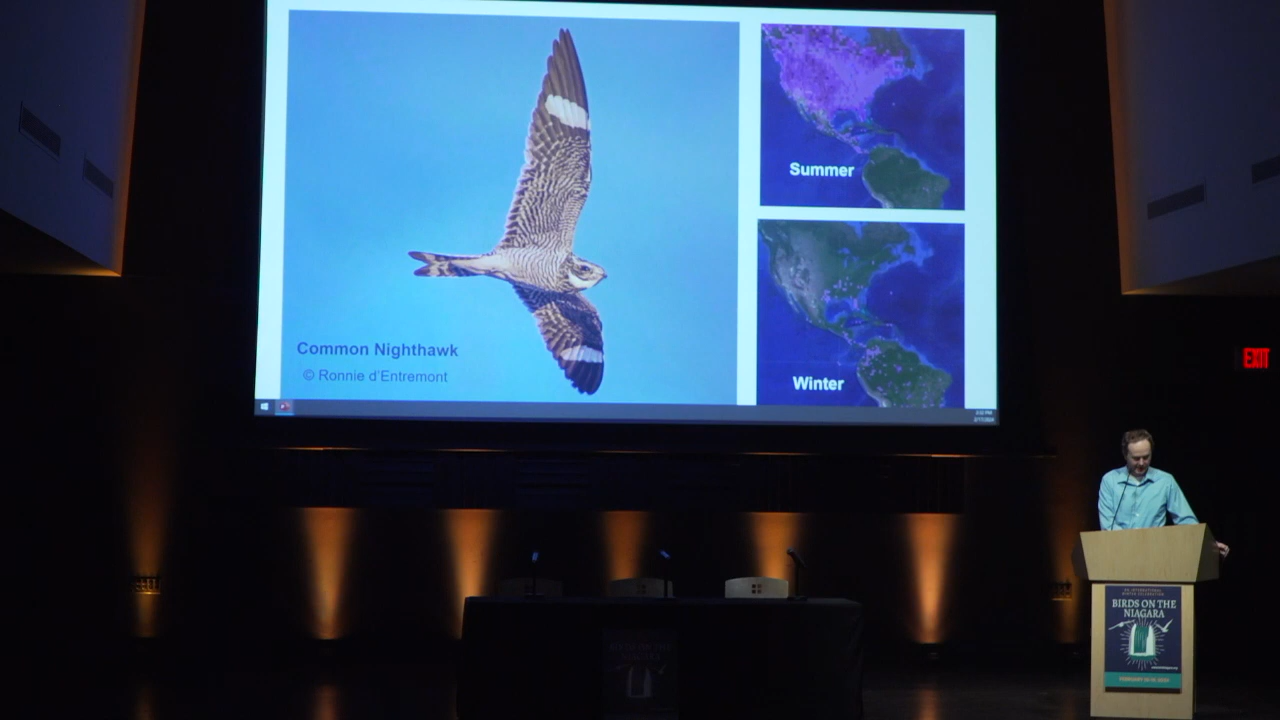 Summer
Common Nighthawk
© Ronnie d'Entremont
Winter
EXIT
BIRDS ON THE
NIAGARA